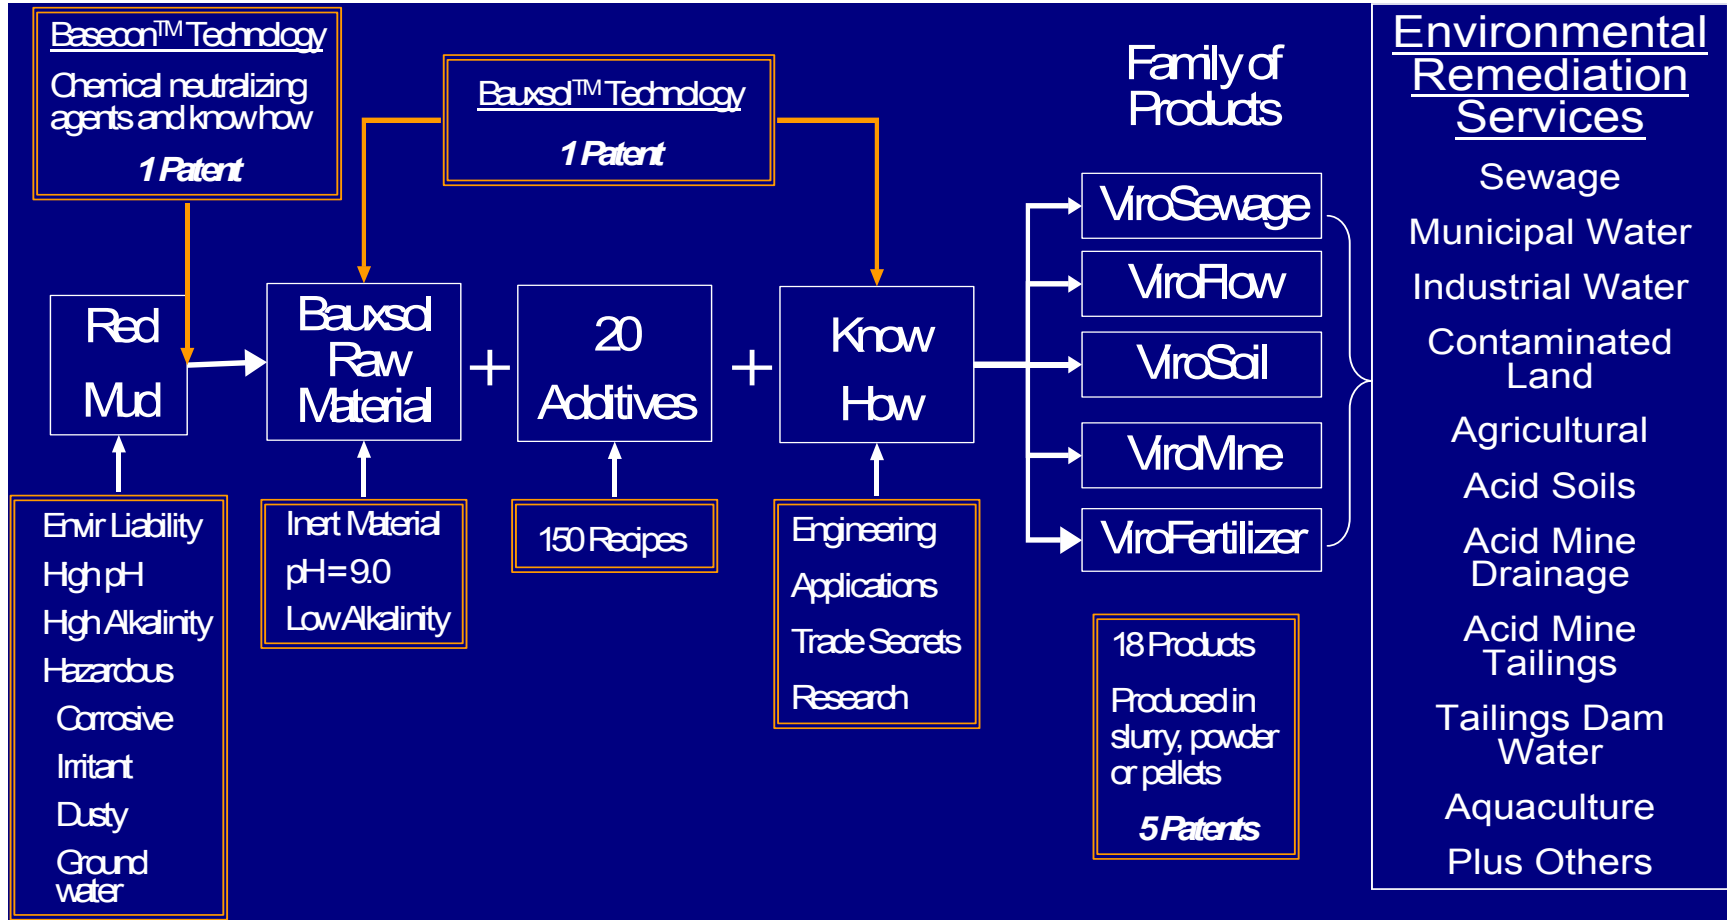 Basecon™ Technology
Chemical neutralizing
agents and know how
1 Patent
Bauxsol™ Technology
1 Patent
Family of
Products
Environmental
Remediation
Services
Sewage
Municipal Water
Industrial Water
Contaminated
Land
Agricultural
Acid Soils
Acid Mine
Drainage
Acid Mine
Tailings
Tailings Dam
Water
Aquaculture
Plus Others
Red
Mud
Bauxsol
Raw
Material
+
20
Additives
+
Know
How
ViroSewage
ViroFlow
ViroSoil
ViroMine
ViroFertilizer
Envir Liability
High pH
High Alkalinity
Hazardous
Corrosive
Irritant
Dusty
Ground
water
Inert Material
pH = 9.0
Low Alkalinity
150 Recipes
Engineering
Applications
Trade Secrets
Research
18 Products
Produced in
slurry, powder
or pellets
5 Patents